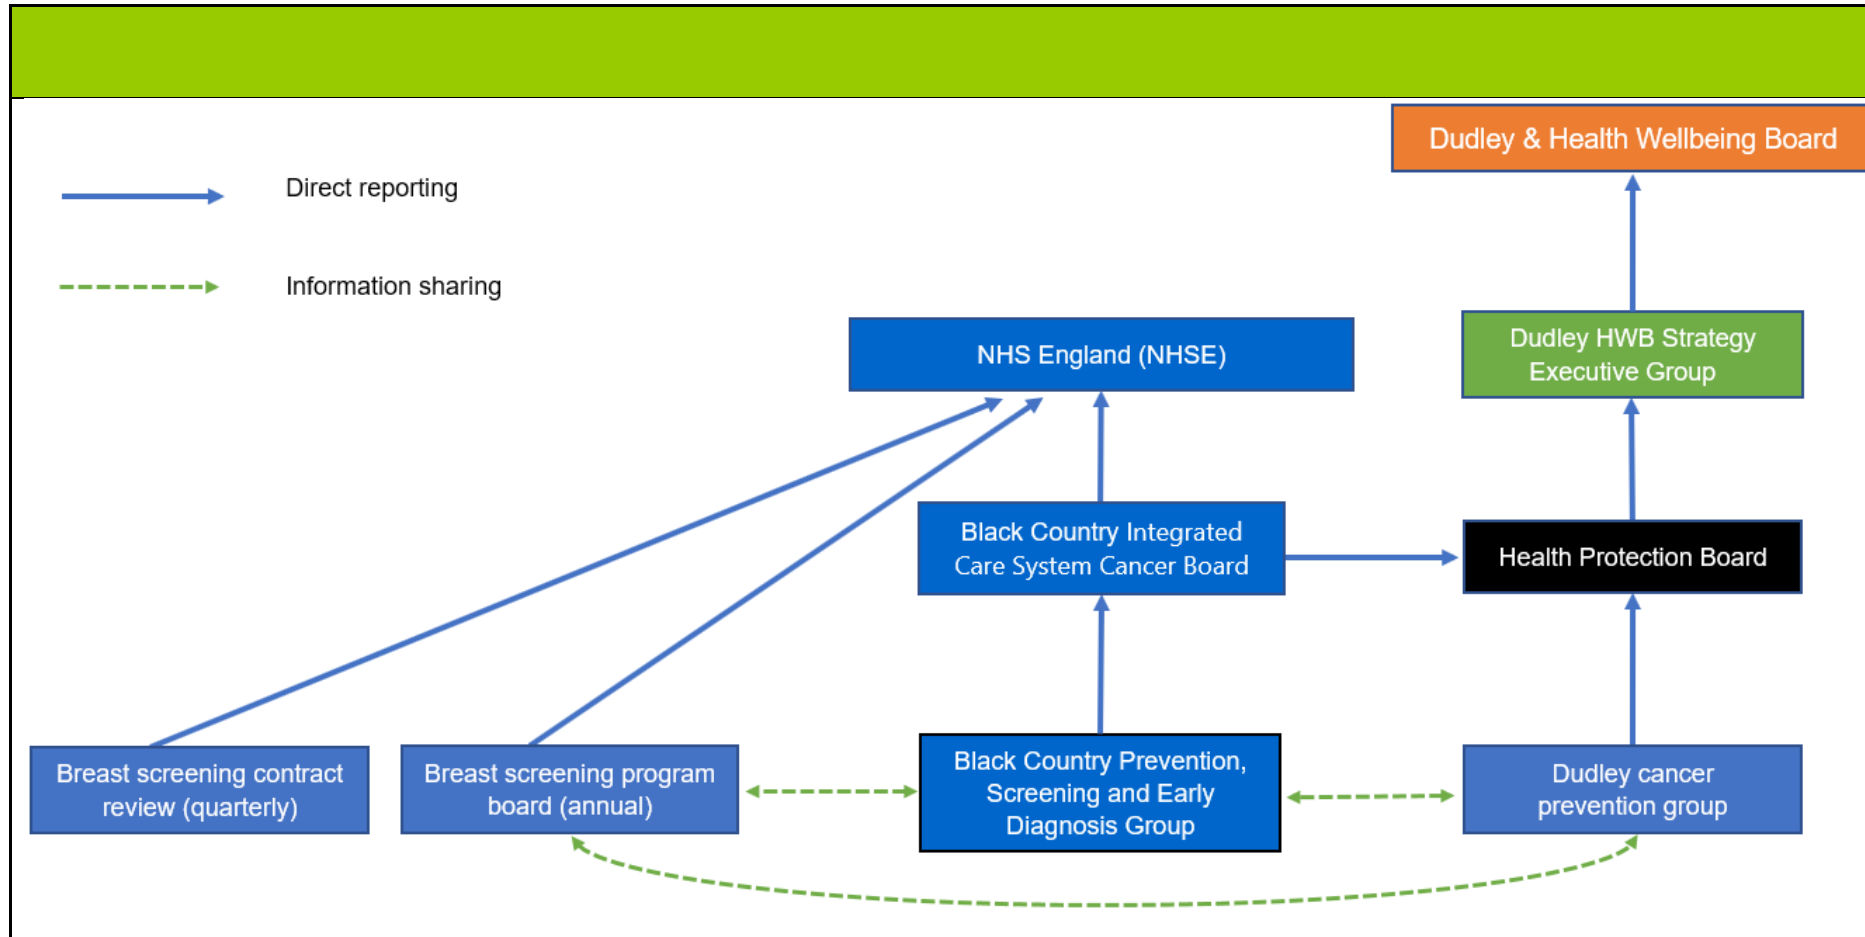 Dudley & Health Wellbeing Board
Direct reporting
Information sharing
NHS England (NHSE)
Dudley HWB Strategy
Executive Group
Black Country Integrated
Care System Cancer Board
Health Protection Board
Breast screening contract
review (quarterly)
Breast screening program
board (annual)
Black Country Prevention,
Screening and Early
Diagnosis Group
Dudley cancer
prevention group